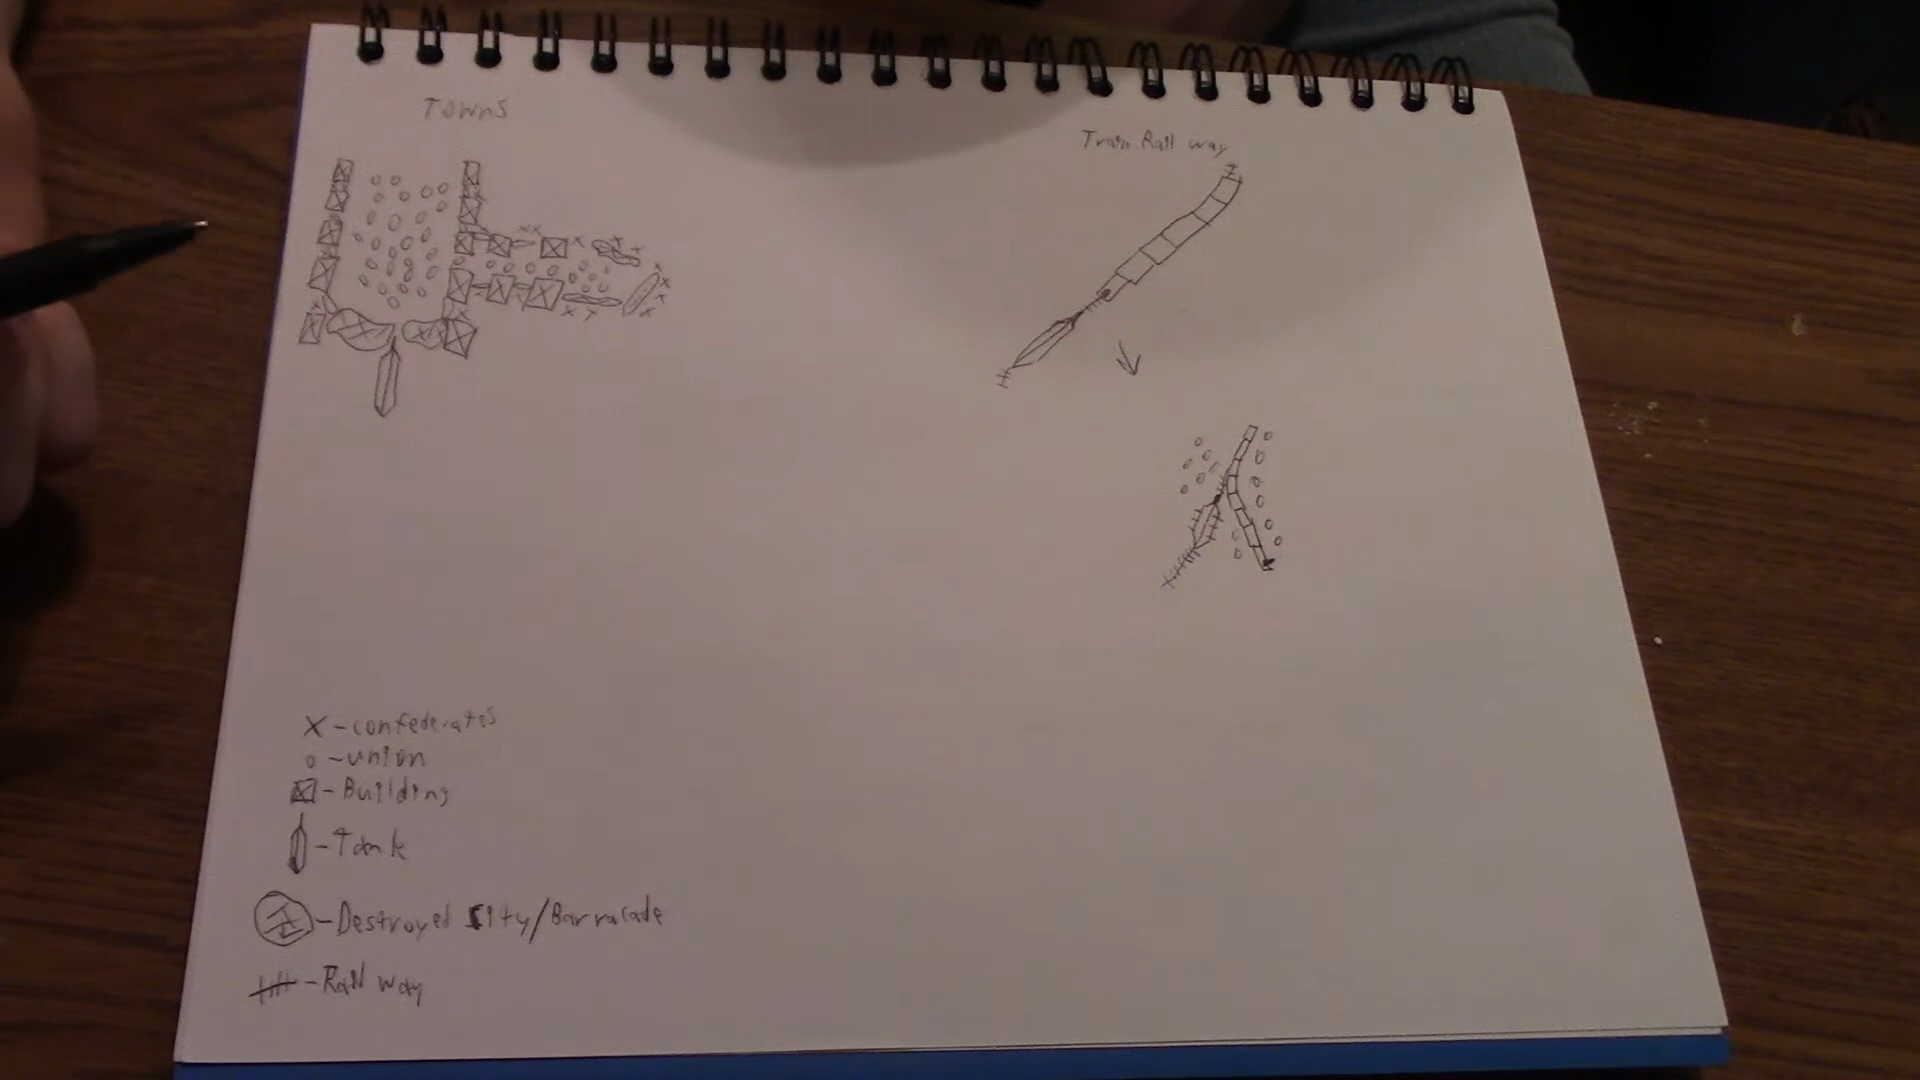 Towns
Train Rail way
X - confederates
o - union
- Building
- Tank
- Destroyed City/Barracade
- Rail way